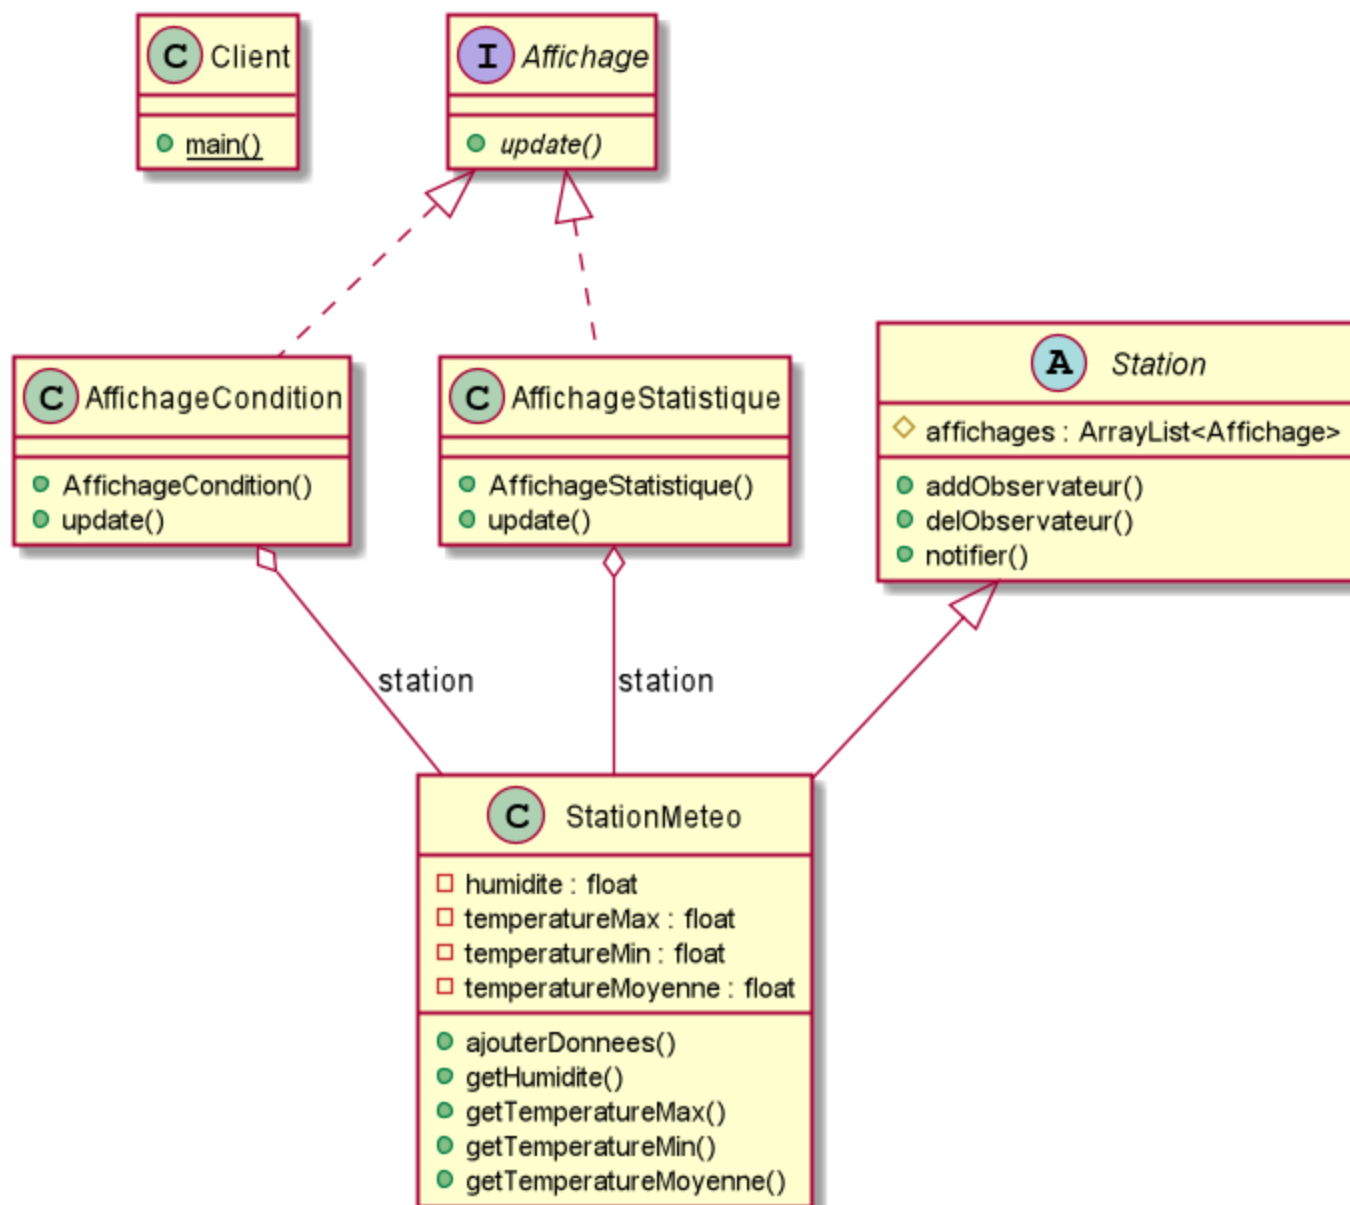 C Client
main()
I Affichage
update()
C AffichageCondition
AffichageCondition()
update()
C AffichageStatistique
AffichageStatistique()
update()
A Station
affichages : ArrayList<Affichage>
addObservateur()
delObservateur()
notifier()
station
station
C StationMeteo
humidite : float
temperatureMax : float
temperatureMin : float
temperatureMoyenne : float
ajouterDonnees()
getHumidite()
getTemperatureMax()
getTemperatureMin()
getTemperatureMoyenne()